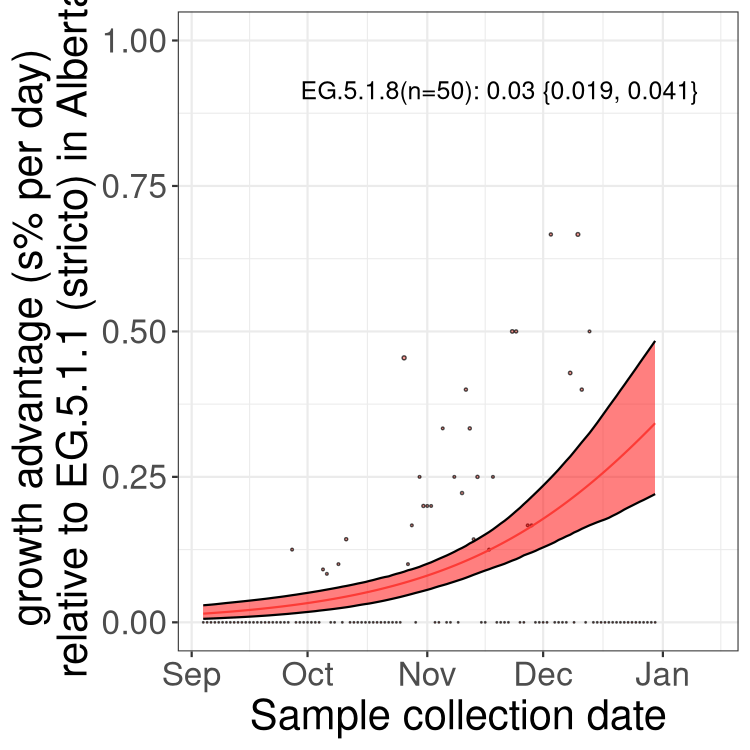 growth advantage (s% per day)
relative to EG.5.1.1 (stricto) in Alberta
1.00
0.75
0.50
0.25
0.00
EG.5.1.8(n=50): 0.03 {0.019, 0.041}
Sep Oct Nov Dec Jan
Sample collection date